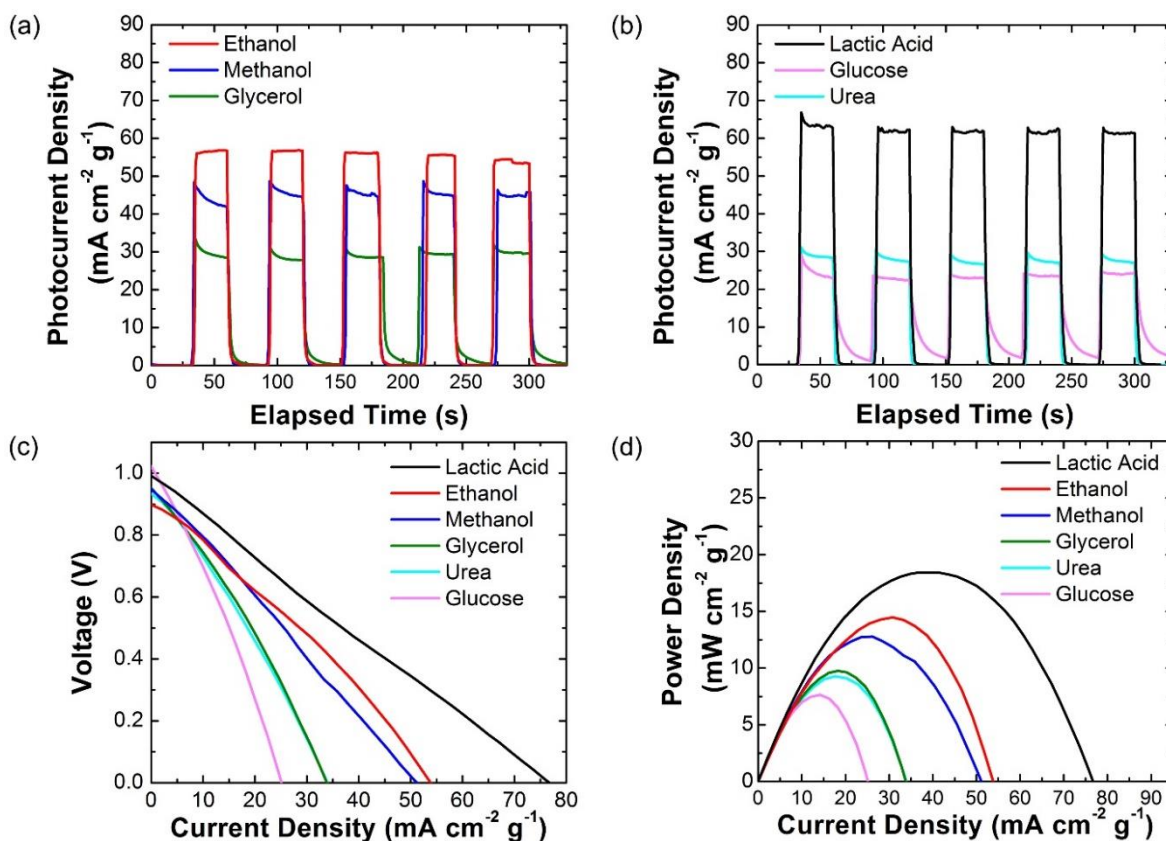 (a)
90
80
70
60
50
40
30
20
10
0
Photocurrent Density
(mA cm-2 g-1)
Ethanol
Methanol
Glycerol
0 50 100 150 200 250 300
Elapsed Time (s)
(b)
90
80
70
60
50
40
30
20
10
0
Photocurrent Density
(mA cm-2 g-1)
Lactic Acid
Glucose
Urea
0 50 100 150 200 250 300
Elapsed Time (s)
(c)
1.0
0.8
0.6
0.4
0.2
0.0
Voltage (V)
Lactic Acid
Ethanol
Methanol
Glycerol
Urea
Glucose
0 10 20 30 40 50 60 70 80
Current Density (mA cm-2 g-1)
(d)
30
25
20
15
10
5
0
Power Density
(mW cm-2 g-1)
Lactic Acid
Ethanol
Methanol
Glycerol
Urea
Glucose
0 10 20 30 40 50 60 70 80 90
Current Density (mA cm-2 g-1)